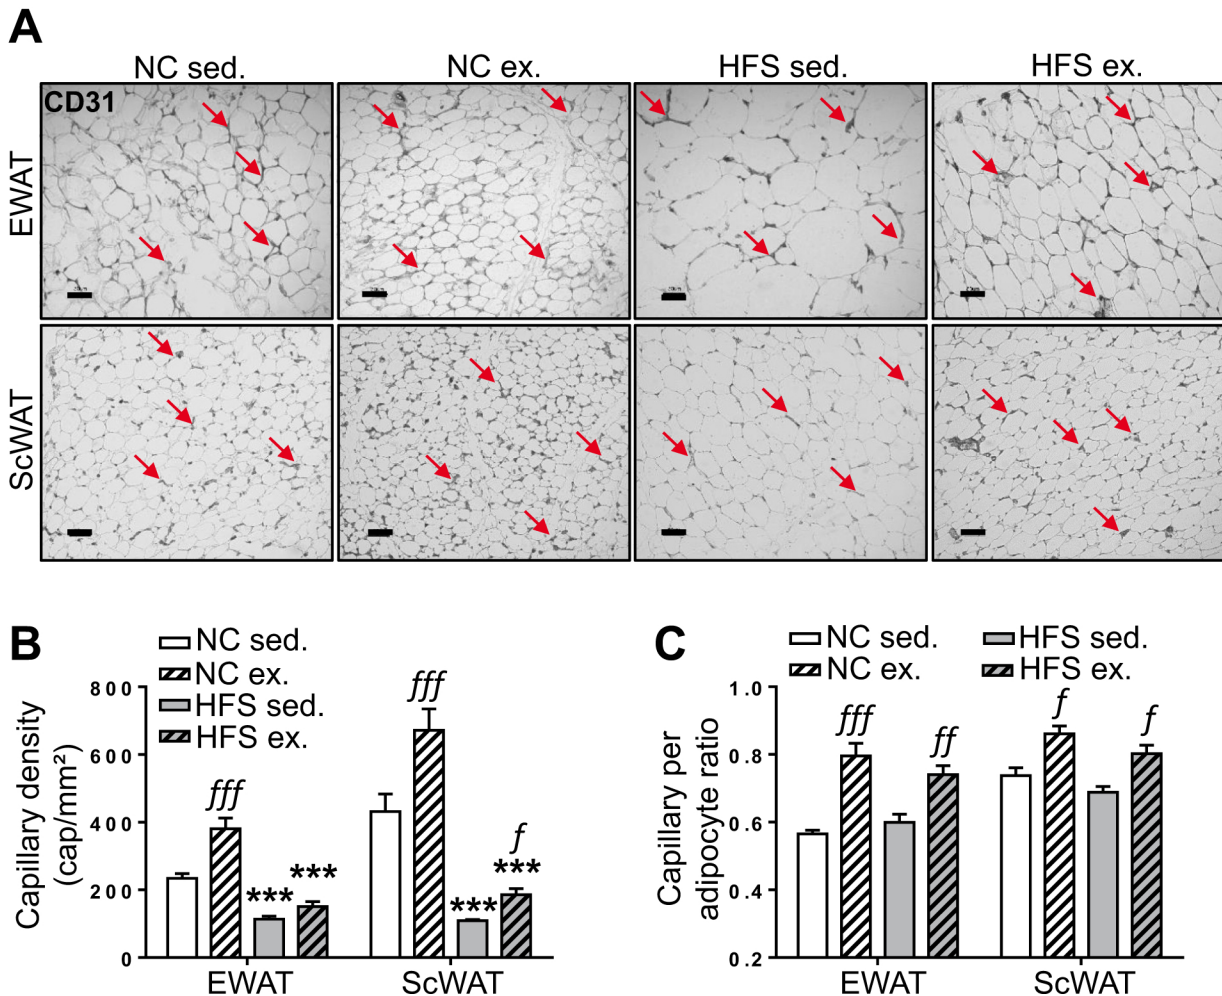 A
NC sed. NC ex. HFS sed. HFS ex.
CD31
EWAT
ScWAT
B
NC sed.
NC ex.
HFS sed.
HFS ex.
Capillary density
(cap/mm²)
800
600
400
200
0
fff
***
***
fff
***
f
***
EWAT ScWAT
C
NC sed. HFS sed.
NC ex. HFS ex.
Capillary per
adipocyte ratio
1.0
0.8
0.6
0.4
0.2
fff
ff
f
f
EWAT ScWAT